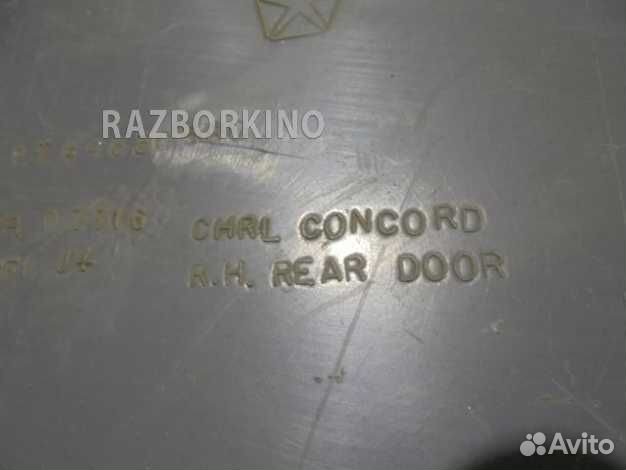 RAZBORKINO
CHRL CONCORD
R.H. REAR DOOR
Avito